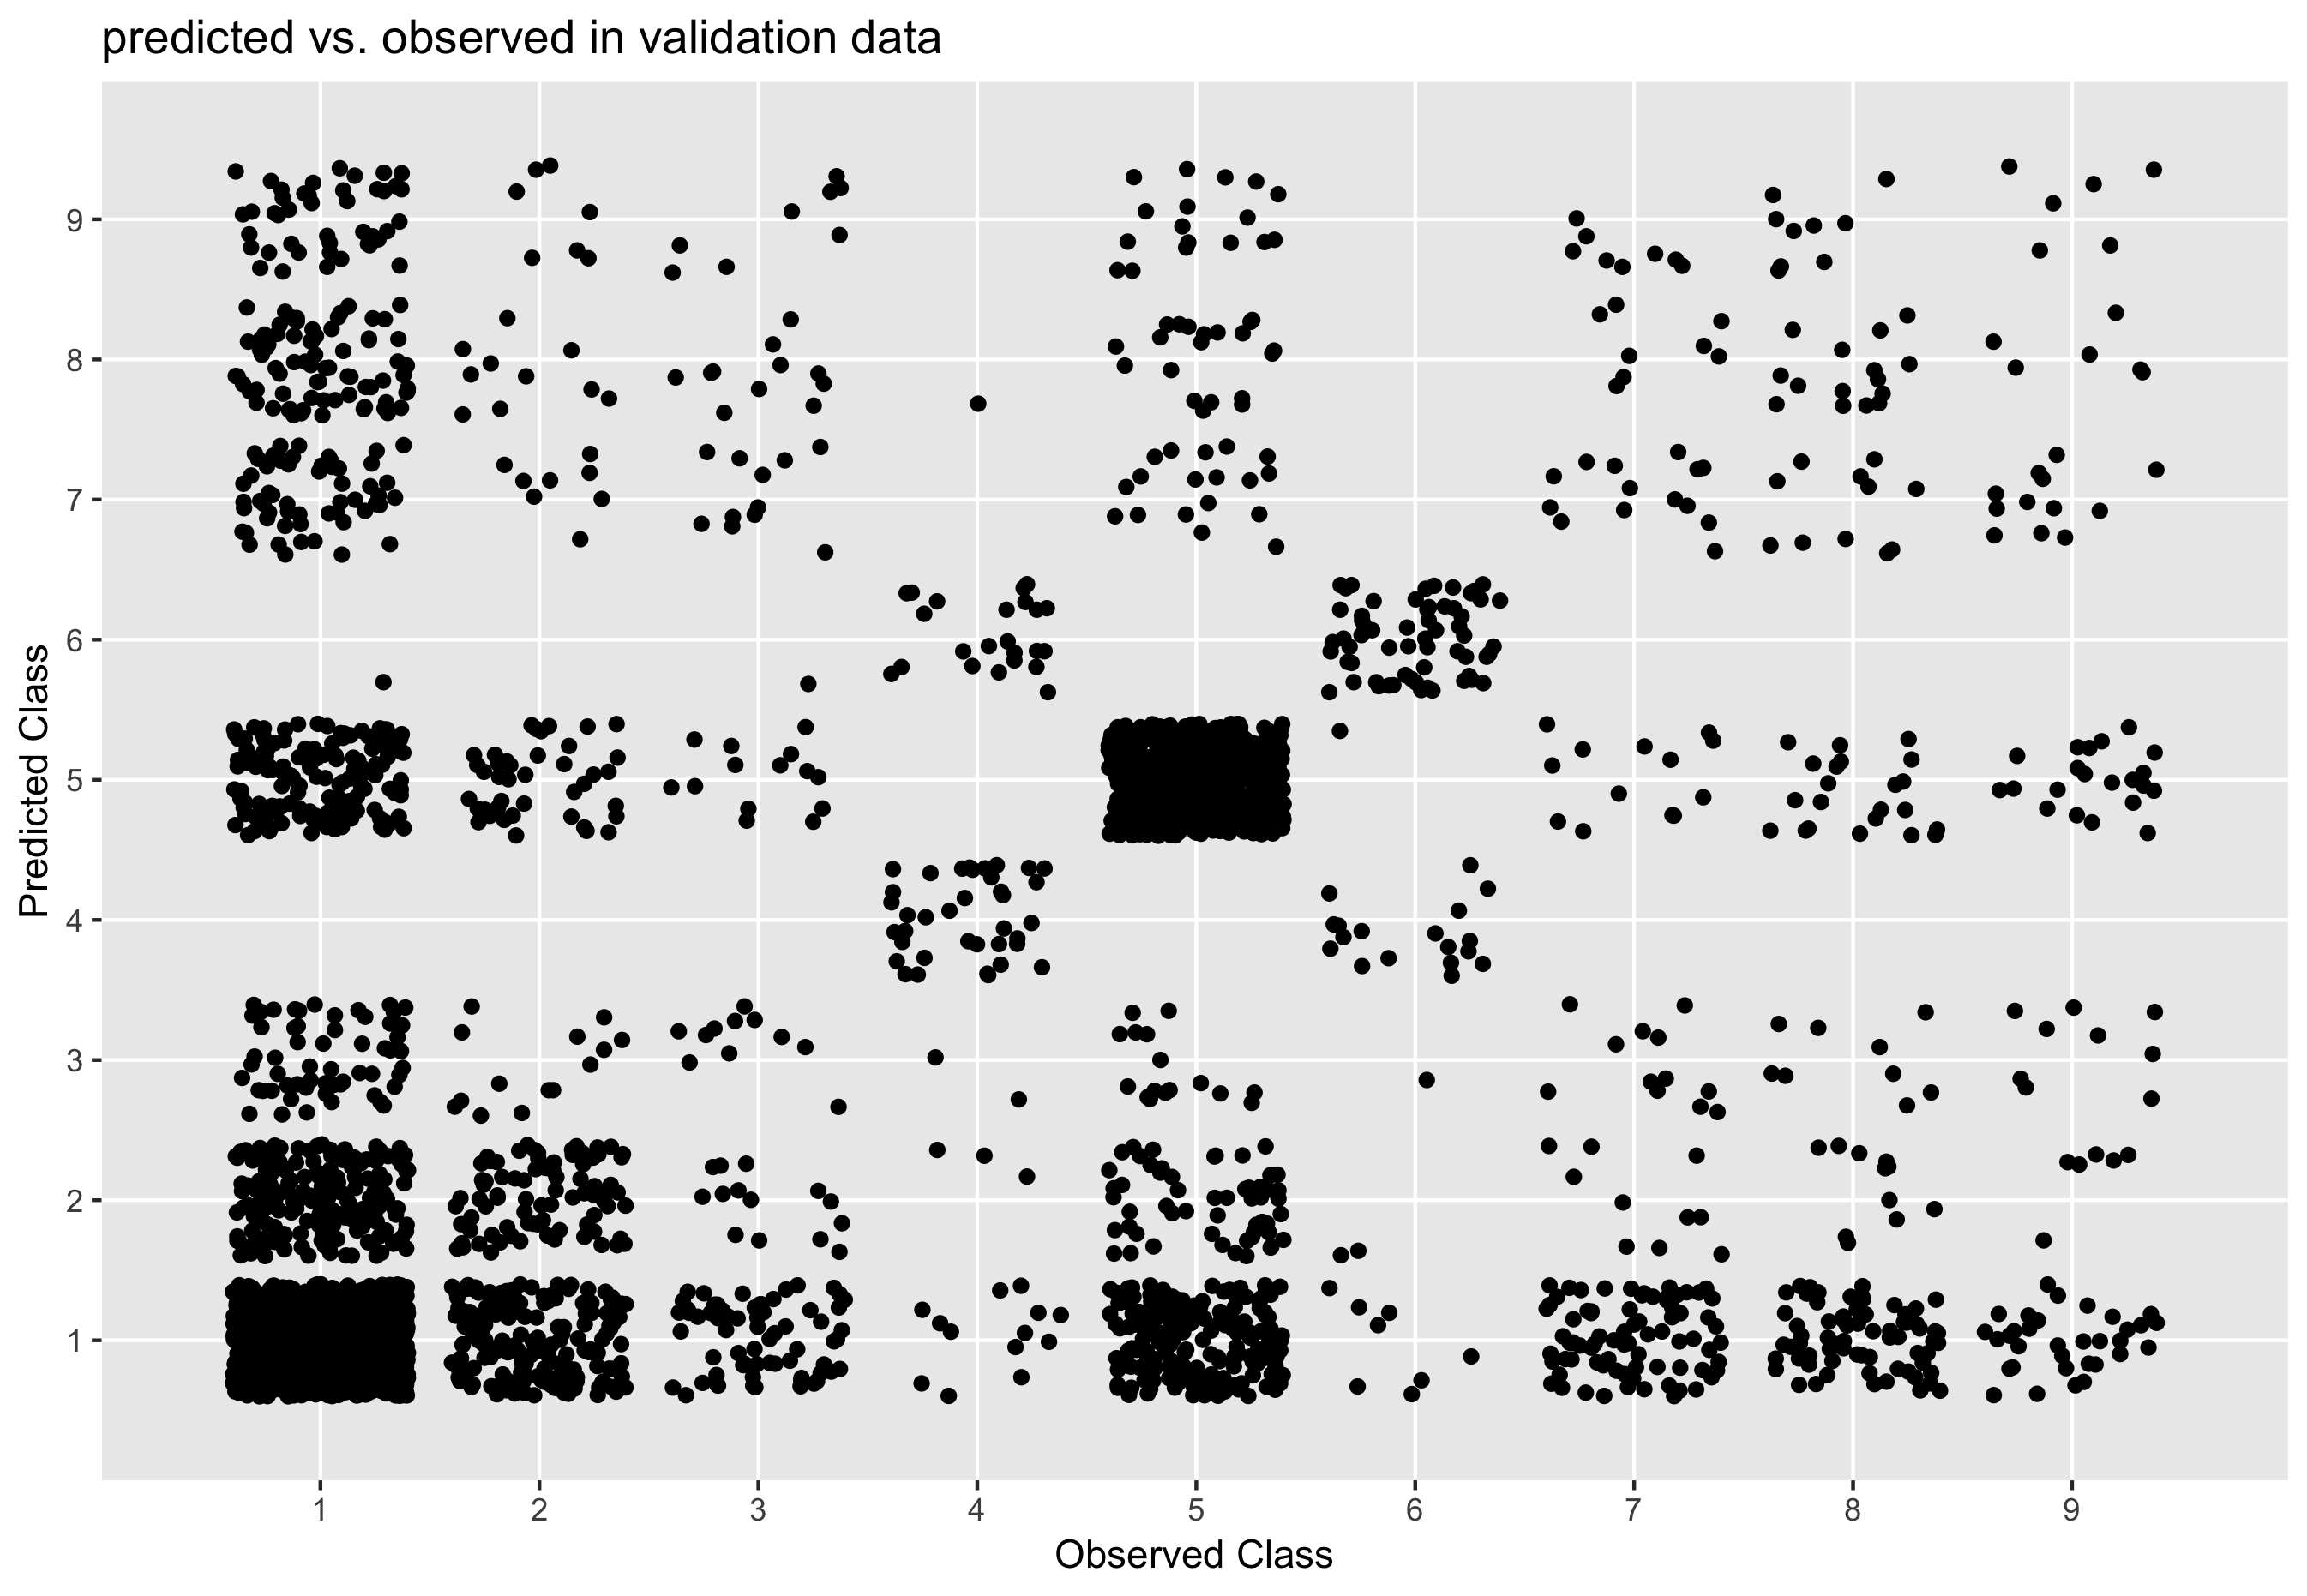 predicted vs. observed in validation data
Predicted Class
9
8
7
6
5
4
3
2
1
1 2 3 4 5 6 7 8 9
Observed Class